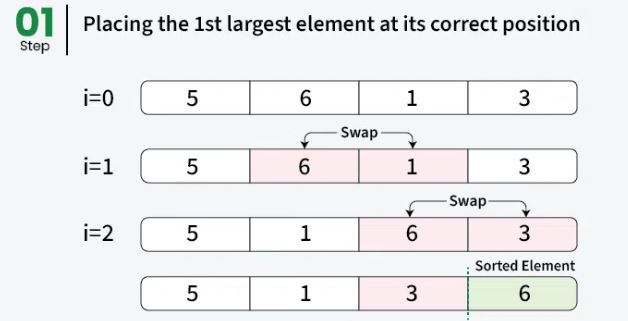 01 Placing the 1st largest element at its correct position
Step
i=0 5 6 1 3
Swap
i=1 5 6 1 3
Swap
i=2 5 1 6 3
Sorted Element
5 1 3 6